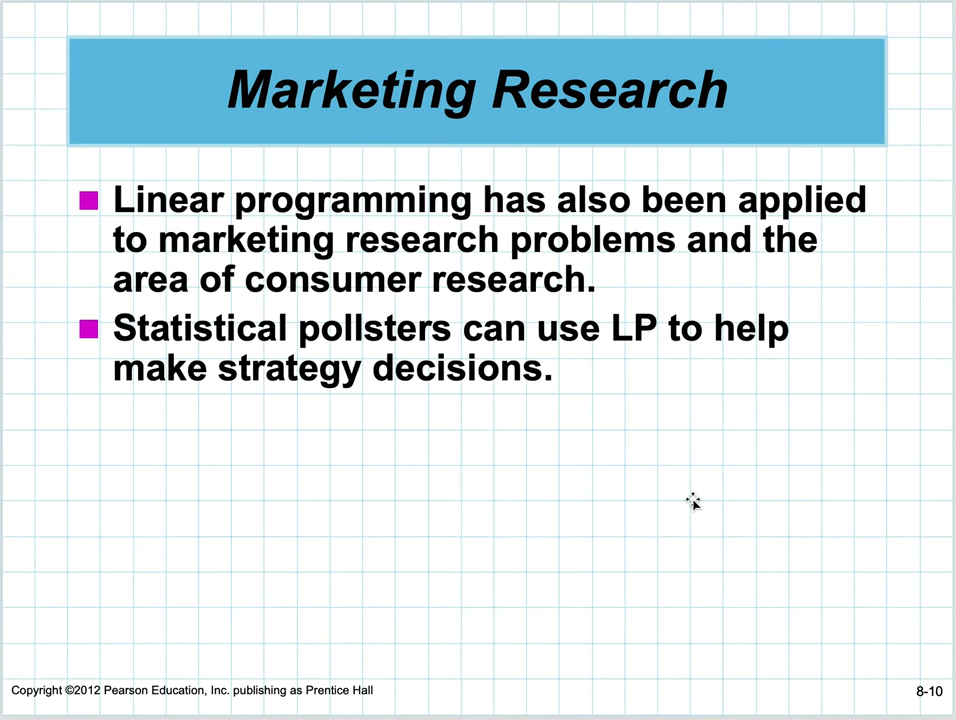 Marketing Research
Linear programming has also been applied
to marketing research problems and the
area of consumer research.
Statistical pollsters can use LP to help
make strategy decisions.
Copyright ©2012 Pearson Education, Inc. publishing as Prentice Hall
8-10